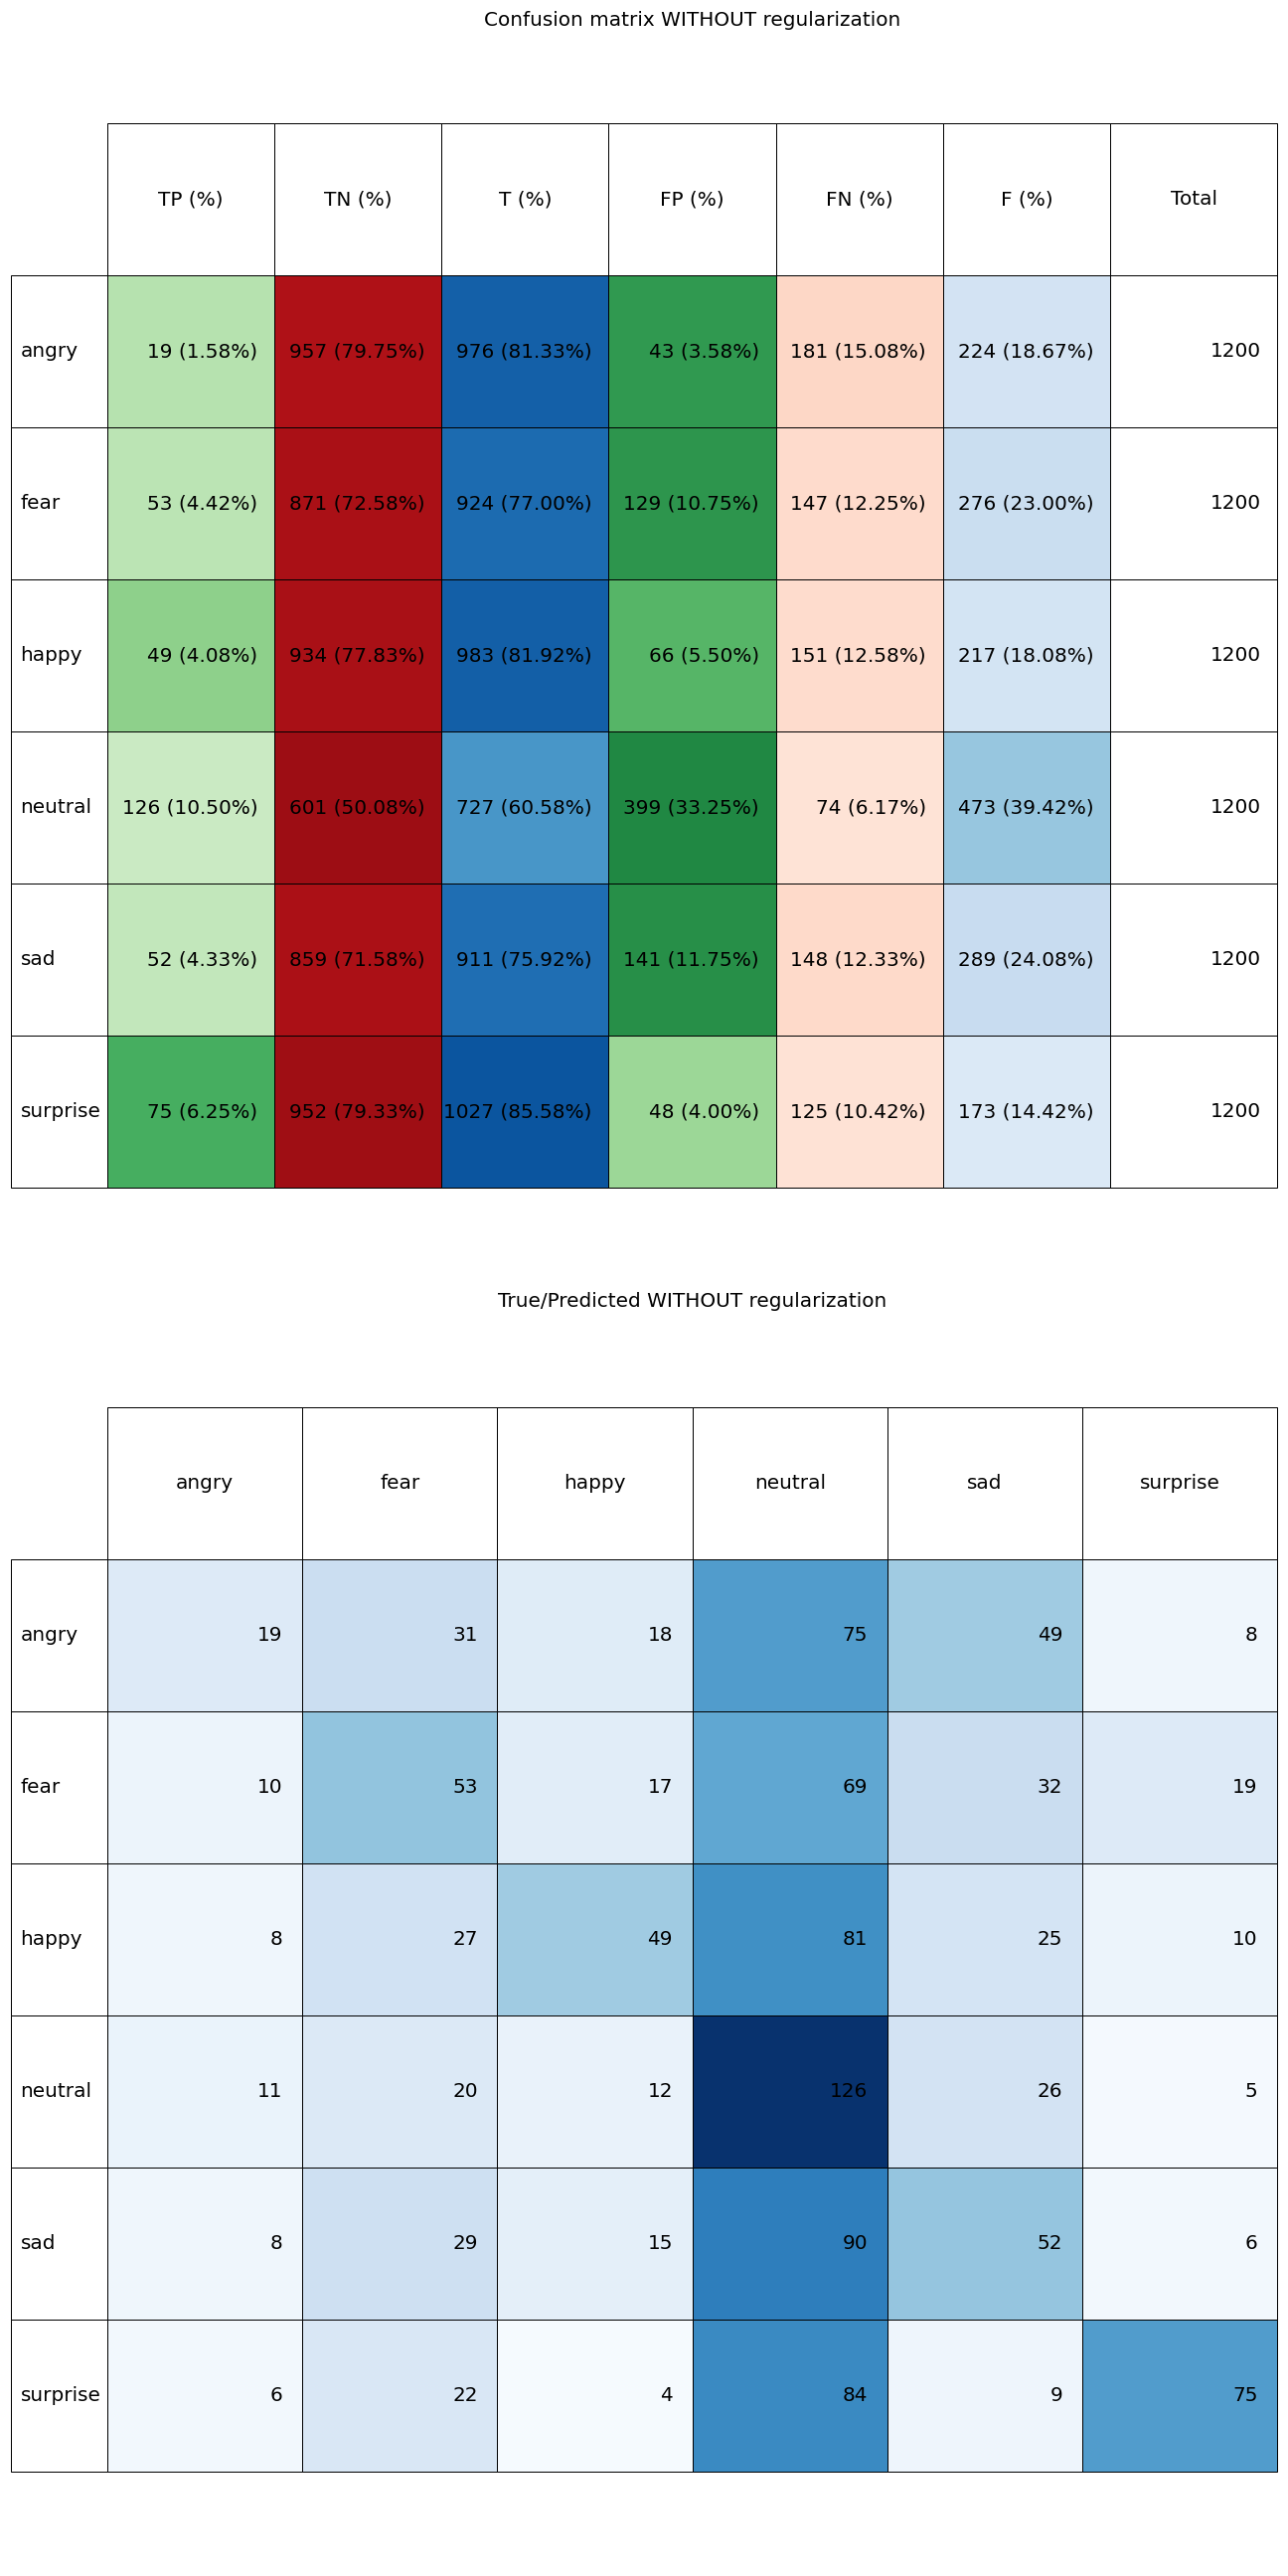 Confusion matrix WITHOUT regularization
TP (%) TN (%) T (%) FP (%) FN (%) F (%) Total
angry 19 (1.58%) 957 (79.75%) 976 (81.33%) 43 (3.58%) 181 (15.08%) 224 (18.67%) 1200
fear 53 (4.42%) 871 (72.58%) 924 (77.00%) 129 (10.75%) 147 (12.25%) 276 (23.00%) 1200
happy 49 (4.08%) 934 (77.83%) 983 (81.92%) 66 (5.50%) 151 (12.58%) 217 (18.08%) 1200
neutral 126 (10.50%) 601 (50.08%) 727 (60.58%) 399 (33.25%) 74 (6.17%) 473 (39.42%) 1200
sad 52 (4.33%) 859 (71.58%) 911 (75.92%) 141 (11.75%) 148 (12.33%) 289 (24.08%) 1200
surprise 75 (6.25%) 952 (79.33%) 1027 (85.58%) 48 (4.00%) 125 (10.42%) 173 (14.42%) 1200
True/Predicted WITHOUT regularization
angry fear happy neutral sad surprise
angry 19 31 18 75 49 8
fear 10 53 17 69 32 19
happy 8 27 49 81 25 10
neutral 11 20 12 126 26 5
sad 8 29 15 90 52 6
surprise 6 22 4 84 9 75